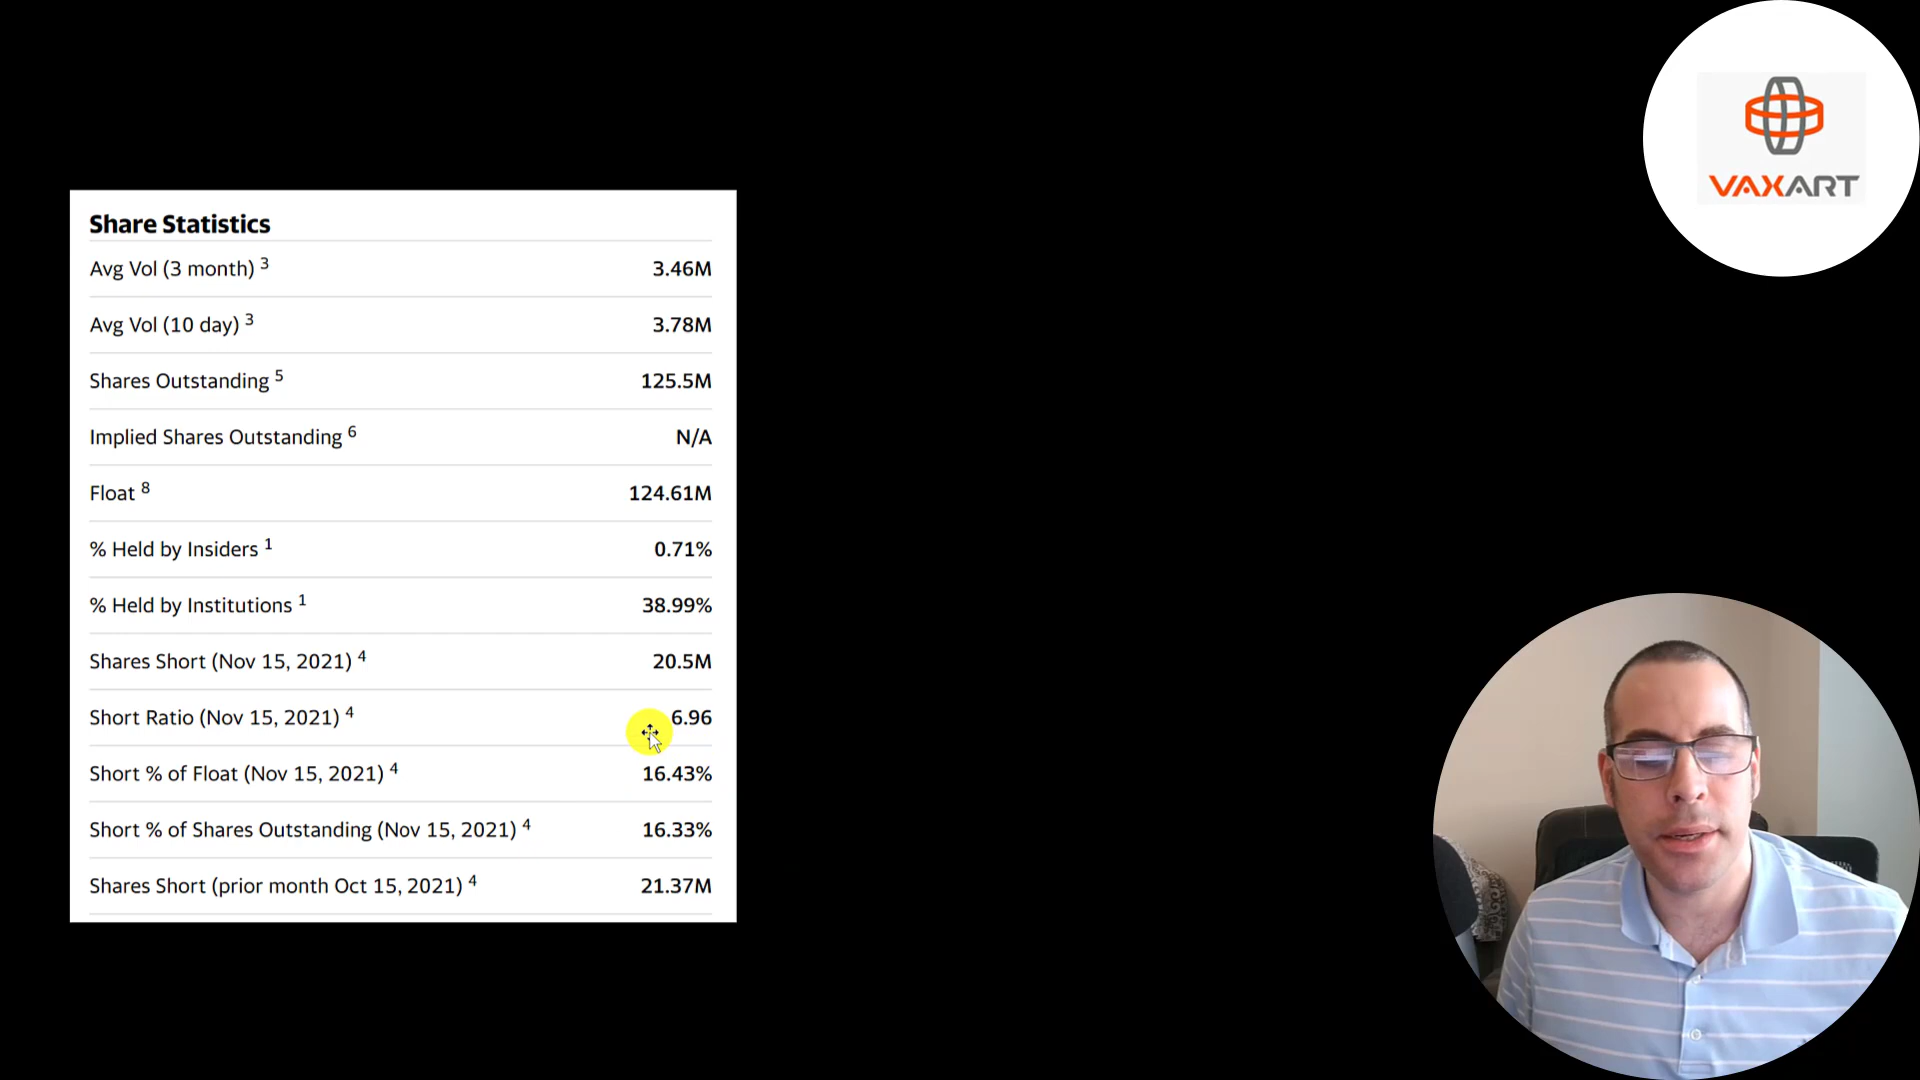 VAXART
Share Statistics
Avg Vol (3 month) 3 3.46M
Avg Vol (10 day) 3 3.78M
Shares Outstanding 5 125.5M
Implied Shares Outstanding 6 N/A
Float 8 124.61M
% Held by Insiders 1 0.71%
% Held by Institutions 1 38.99%
Shares Short (Nov 15, 2021) 4 20.5M
Short Ratio (Nov 15, 2021) 4 6.96
Short % of Float (Nov 15, 2021) 4 16.43%
Short % of Shares Outstanding (Nov 15, 2021) 4 16.33%
Shares Short (prior month Oct 15, 2021) 4 21.37M